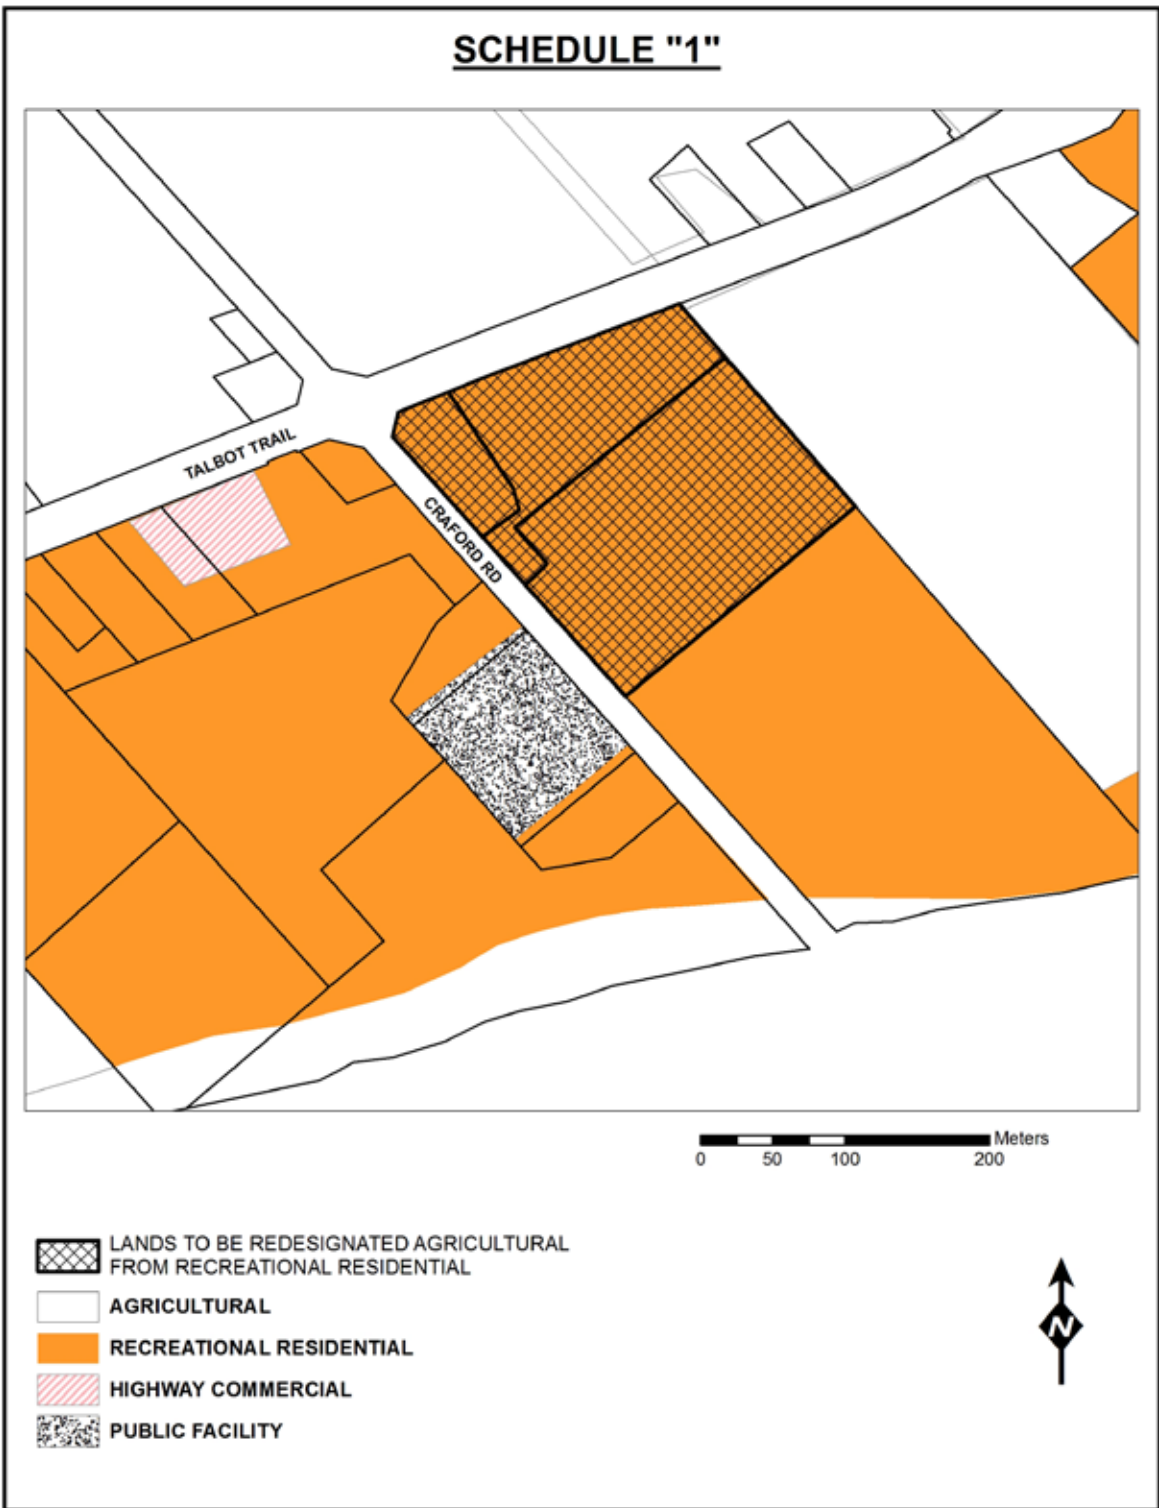 SCHEDULE "1"
TALBOT TRAIL
CRAFORD RD
Meters
0 50 100 200
LANDS TO BE REDESIGNATED AGRICULTURAL
FROM RECREATIONAL RESIDENTIAL
AGRICULTURAL
RECREATIONAL RESIDENTIAL
HIGHWAY COMMERCIAL
PUBLIC FACILITY
N